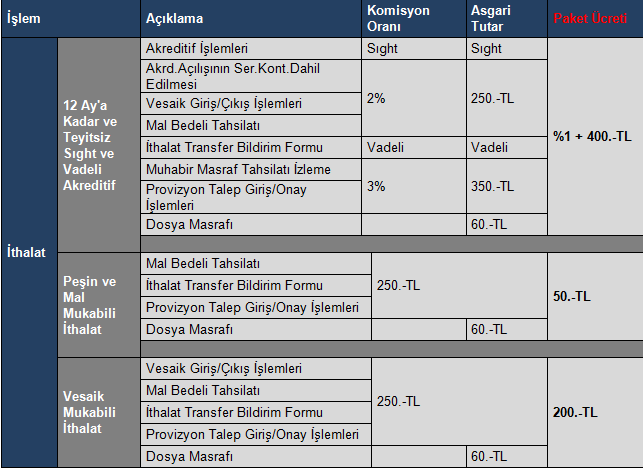 İşlem Açıklama Komisyon Oranı Asgari Tutar Paket Ücreti
İthalat
12 Ay'a Kadar ve Teyitsiz Sıght ve Vadeli Akreditif
Akreditif İşlemleri Sıght Sıght
Akrd.Açılışının Ser.Kont.Dahil Edilmesi
Vesaik Giriş/Çıkış İşlemleri 2% 250.-TL
Mal Bedeli Tahsilatı
%1 + 400.-TL
İthalat Transfer Bildirim Formu Vadeli Vadeli
Muhabir Masraf Tahsilatı İzleme
3% 350.-TL
Provizyon Talep Giriş/Onay İşlemleri
Dosya Masrafı 60.-TL
Peşin ve Mal Mukabili İthalat
Mal Bedeli Tahsilatı
İthalat Transfer Bildirim Formu 250.-TL
50.-TL
Provizyon Talep Giriş/Onay İşlemleri
Dosya Masrafı 60.-TL
Vesaik Mukabili İthalat
Vesaik Giriş/Çıkış İşlemleri
Mal Bedeli Tahsilatı
250.-TL
İthalat Transfer Bildirim Formu
200.-TL
Provizyon Talep Giriş/Onay İşlemleri
Dosya Masrafı 60.-TL